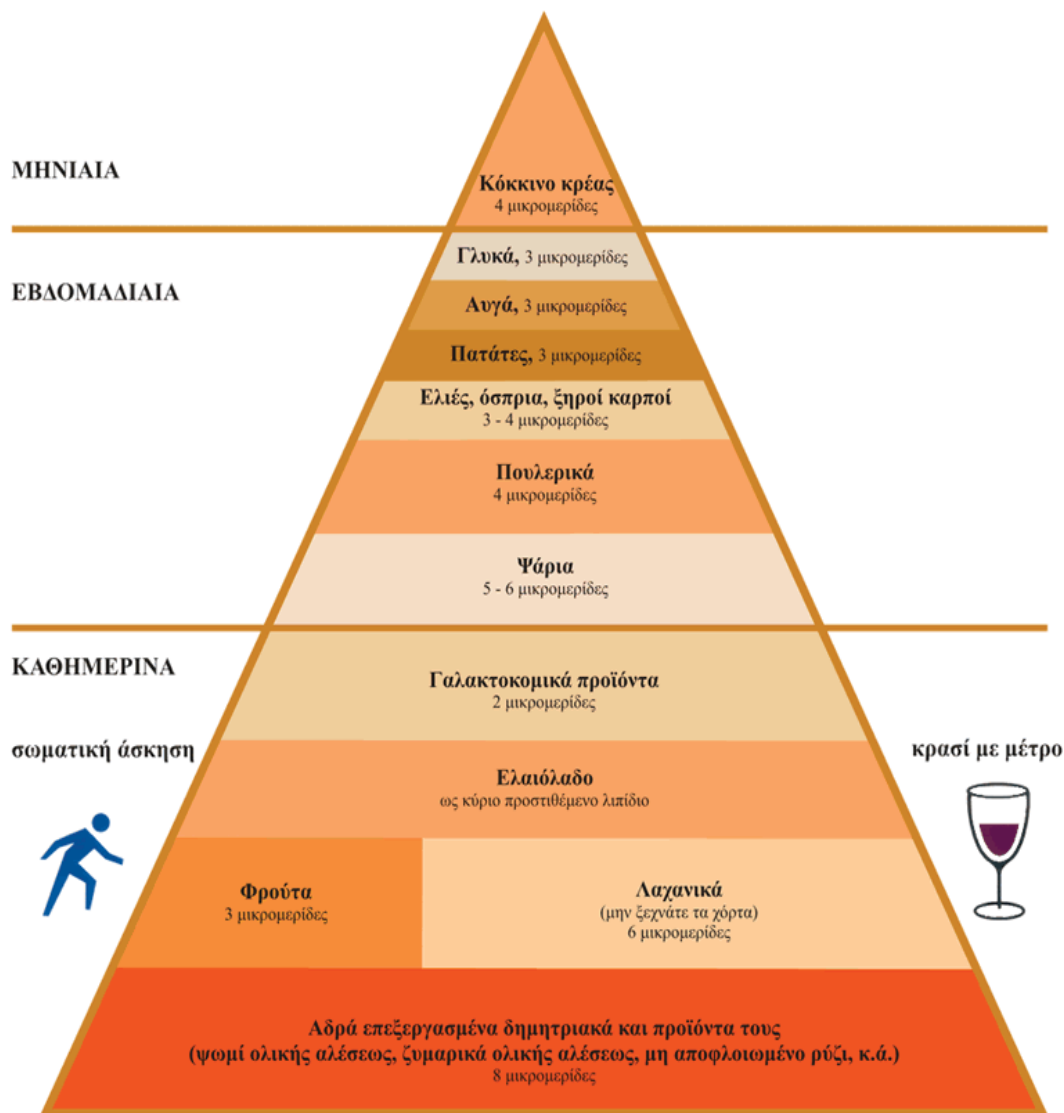 ΜΗΝΙΑΙΑ
Κόκκινο κρέας
4 μικρομερίδες
Γλυκά, 3 μικρομερίδες
ΕΒΔΟΜΑΔΙΑΙΑ
Αυγά, 3 μικρομερίδες
Πατάτες, 3 μικρομερίδες
Ελιές, όσπρια, ξηροί καρποί
3 - 4 μικρομερίδες
Πουλερικά
4 μικρομερίδες
Ψάρια
5 - 6 μικρομερίδες
ΚΑΘΗΜΕΡΙΝΑ
Γαλακτοκομικά προϊόντα
2 μικρομερίδες
σωματική άσκηση
κρασί με μέτρο
Ελαιόλαδο
ως κύριο προστιθέμενο λιπίδιο
Φρούτα
3 μικρομερίδες
Λαχανικά
(μην ξεχνάτε τα χόρτα)
6 μικρομερίδες
Αδρά επεξεργασμένα δημητριακά και προϊόντα τους
(ψωμί ολικής αλέσεως, ζυμαρικά ολικής αλέσεως, μη αποφλοιωμένο ρύζι, κ.ά.)
8 μικρομερίδες